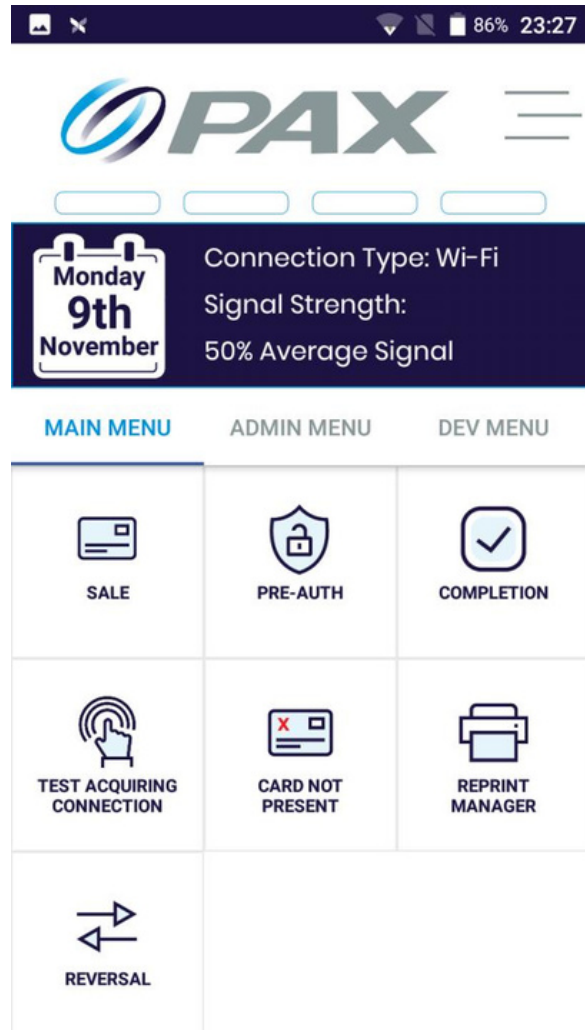 86% 23:27
PAX
Monday
9th
November
Connection Type: Wi-Fi
Signal Strength:
50% Average Signal
MAIN MENU
ADMIN MENU
DEV MENU
SALE
PRE-AUTH
COMPLETION
TEST ACQUIRING
CONNECTION
CARD NOT
PRESENT
REPRINT
MANAGER
REVERSAL